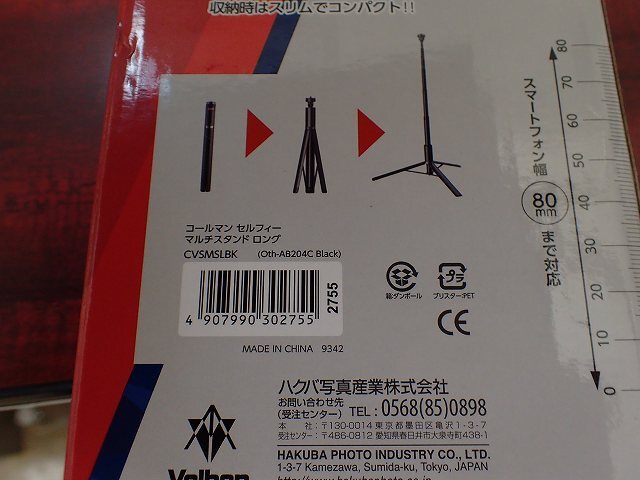 収納時はスリムでコンパクト!!
コールマン セルフィー
マルチスタンド ロング
CVSMSLBK (Oth-AB204C Black)
4 907990 302755
2755
MADE IN CHINA 9342
箱:ダンボール
ブリスター:PET
CE
スマートフォン幅
80mm
まで対応
80
70
60
50
40
30
20
10
0
ハクバ写真産業株式会社
お問い合わせ先
(受注センター) TEL:0568(85)0898
本 社:〒130-0014 東京都墨田区亀沢1-3-7
受注センター:〒486-0812 愛知県春日井市大泉寺町438-1
HAKUBA PHOTO INDUSTRY CO., LTD.
1-3-7 Kamezawa, Sumida-ku, Tokyo, JAPAN
Velbon